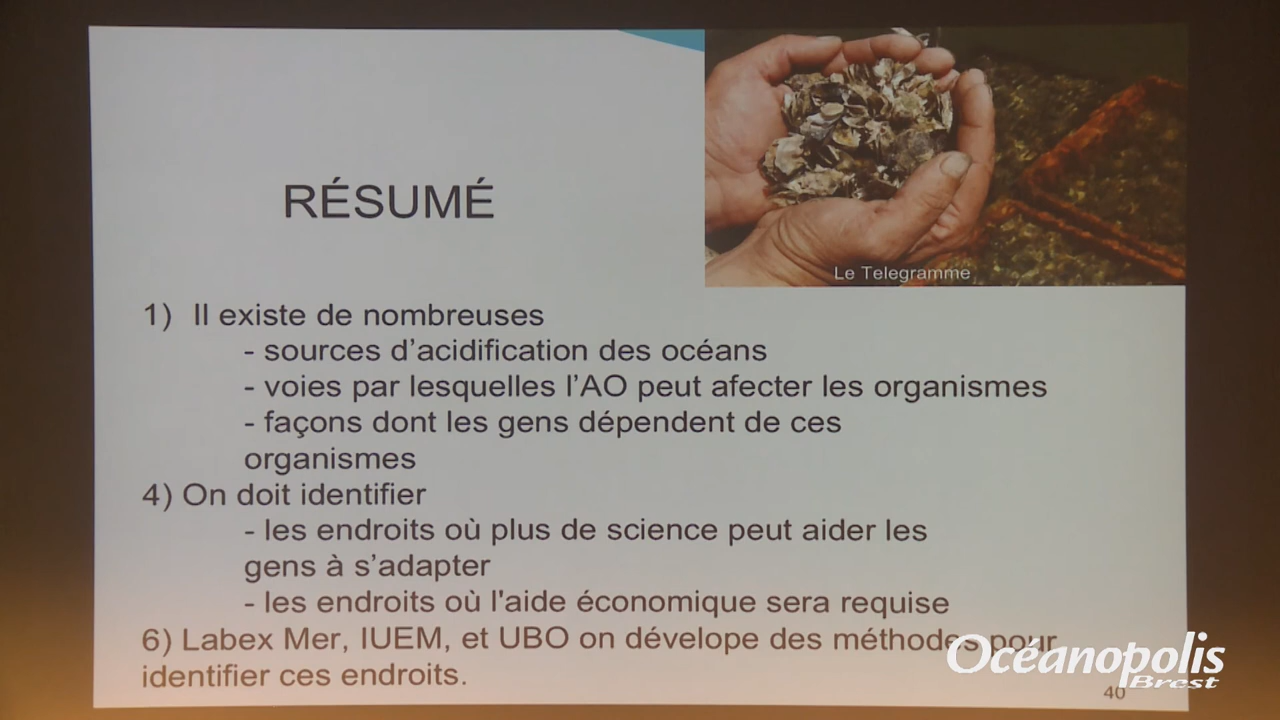 RÉSUMÉ
Le Telegramme
1) Il existe de nombreuses
- sources d’acidification des océans
- voies par lesquelles l’AO peut afecter les organismes
- façons dont les gens dépendent de ces
organismes
4) On doit identifier
- les endroits où plus de science peut aider les
gens à s’adapter
- les endroits où l'aide économique sera requise
6) Labex Mer, IUEM, et UBO on dévelope des méthodes pour
identifier ces endroits.
40
Océanopolis
Brest